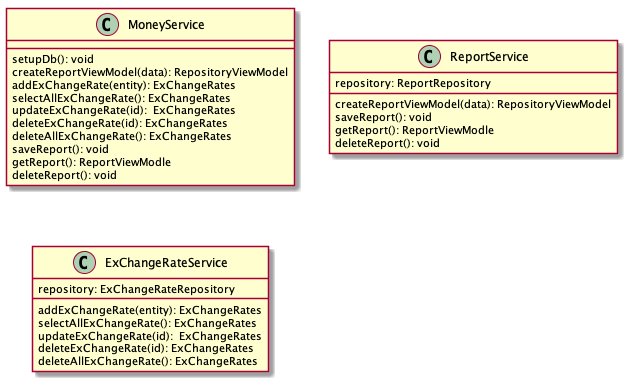 C MoneyService
setupDb(): void
createReportViewModel(data): RepositoryViewModel
addExChangeRate(entity): ExChangeRates
selectAllExChangeRate(): ExChangeRates
updateExChangeRate(id):  ExChangeRates
deleteExChangeRate(id): ExChangeRates
deleteAllExChangeRate(): ExChangeRates
saveReport(): void
getReport(): ReportViewModle
deleteReport(): void
C ReportService
repository: ReportRepository
createReportViewModel(data): RepositoryViewModel
saveReport(): void
getReport(): ReportViewModle
deleteReport(): void
C ExChangeRateService
repository: ExChangeRateRepository
addExChangeRate(entity): ExChangeRates
selectAllExChangeRate(): ExChangeRates
updateExChangeRate(id):  ExChangeRates
deleteExChangeRate(id): ExChangeRates
deleteAllExChangeRate(): ExChangeRates